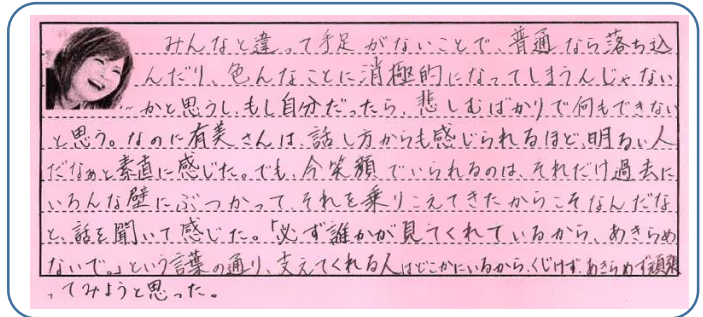 みんなと違って手足がないことで、普通なら落ち込
んだり、色んなことに消極的になってしまうんじゃない
かと思うし、もし自分だったら、悲しむばかりで何もできない
と思う。なのに有美さんは、話し方からも感じられるほど、明るい人
だなぁと素直に感じた。でも、今笑顔でいられるのは、それだけ過去に
いろんな壁にぶつかって、それを乗りこえてきたからこそなんだな
と、話を聞いて感じた。「必ず誰かが見てくれているから、あきらめ
ないで。」という言葉の通り、支えてくれる人はどこかにいるから、くじけず、あきらめず頑張
ってみようと思った。